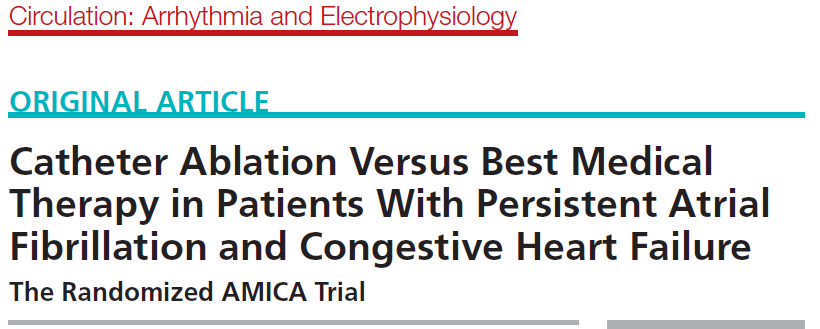 Circulation: Arrhythmia and Electrophysiology
ORIGINAL ARTICLE
Catheter Ablation Versus Best Medical
Therapy in Patients With Persistent Atrial
Fibrillation and Congestive Heart Failure
The Randomized AMICA Trial